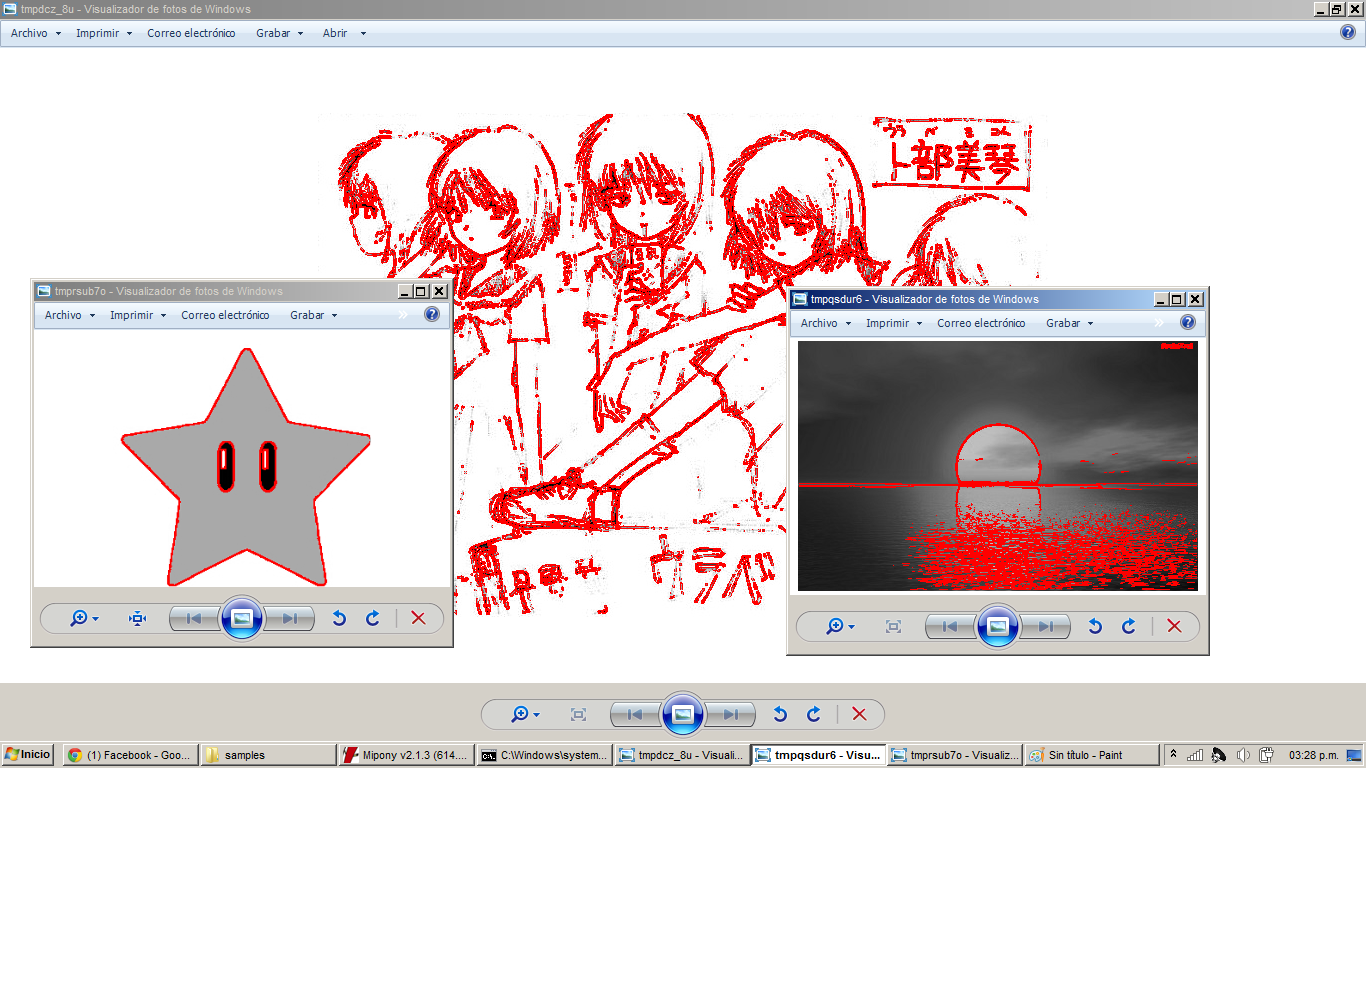 tmpdcz_8u - Visualizador de fotos de Windows
Archivo Imprimir Correo electrónico Grabar Abrir
卜部美琴
tmprsub7o - Visualizador de fotos de Windows
Archivo Imprimir Correo electrónico Grabar »
tmpqsdur6 - Visualizador de fotos de Windows
Archivo Imprimir Correo electrónico Grabar »
Inicio
(1) Facebook - Goo...
samples
Mipony v2.1.3 (614....
C:\Windows\system...
tmpdcz_8u - Visuali...
tmpqsdur6 - Visu...
tmprsub7o - Visualiz...
Sin título - Paint
03:28 p.m.